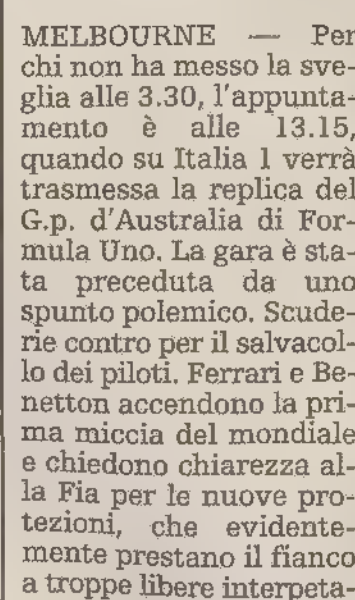 MELBOURNE — Per
chi non ha messo la sve-
glia alle 3.30, l'appunta-
mento è alle 13.15,
quando su Italia 1 verrà
trasmessa la replica del
G.p. d'Australia di For-
mula Uno. La gara è sta-
ta preceduta da uno
spunto polemico. Scude-
rie contro per il salvacol-
lo dei piloti. Ferrari e Be-
netton accendono la pri-
ma miccia del mondiale
e chiedono chiarezza al-
la Fia per le nuove pro-
tezioni, che evidente-
mente prestano il fianco
a troppe libere interpeta-